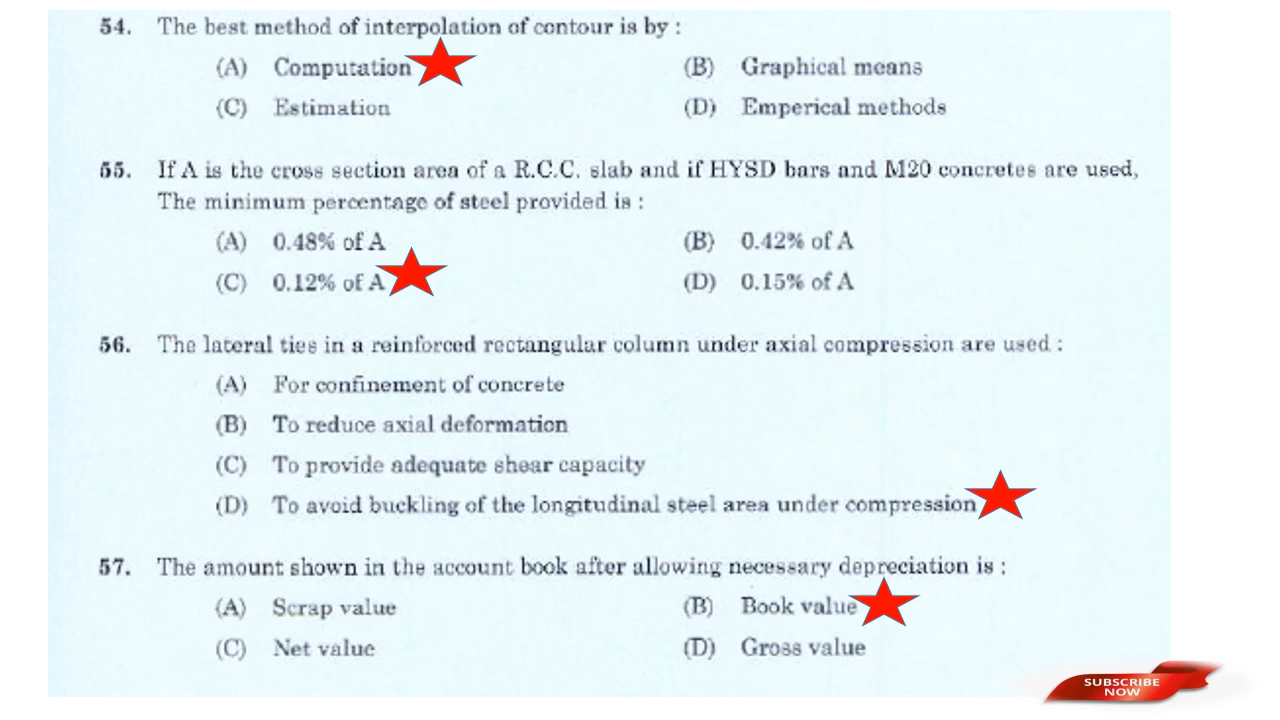 54. The best method of interpolation of contour is by :
(A) Computation (B) Graphical means
(C) Estimation (D) Emperical methods
55. If A is the cross section area of a R.C.C. slab and if HYSD bars and M20 concretes are used,
The minimum percentage of steel provided is :
(A) 0.48% of A (B) 0.42% of A
(C) 0.12% of A (D) 0.15% of A
56. The lateral ties in a reinforced rectangular column under axial compression are used :
(A) For confinement of concrete
(B) To reduce axial deformation
(C) To provide adequate shear capacity
(D) To avoid buckling of the longitudinal steel area under compression
57. The amount shown in the account book after allowing necessary depreciation is :
(A) Scrap value (B) Book value
(C) Net value (D) Gross value
SUBSCRIBE
NOW